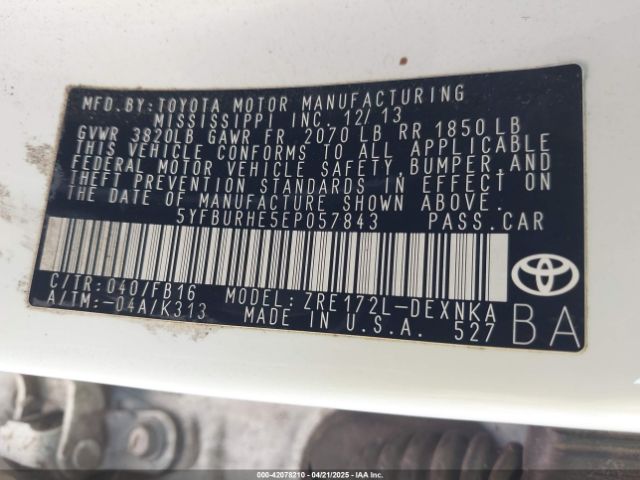 MFD.BY:TOYOTA MOTOR MANUFACTURING
MISSISSIPPI INC. 12/13
GVWR 3820LB GAWR FR 2070 LB RR 1850 LB
THIS VEHICLE CONFORMS TO ALL APPLICABLE
FEDERAL MOTOR VEHICLE SAFETY,BUMPER,AND
THEFT PREVENTION STANDARDS IN EFFECT ON
THE DATE OF MANUFACTURE SHOWN ABOVE.
5YFBURHE5EP057843 PASS.CAR
C/TR: 040/FB16 MODEL: ZRE172L-DEXNKA
A/TM:-04A/K313 MADE IN U.S.A. 527
BA
000-42078210 - 04/21/2025 - IAA Inc.